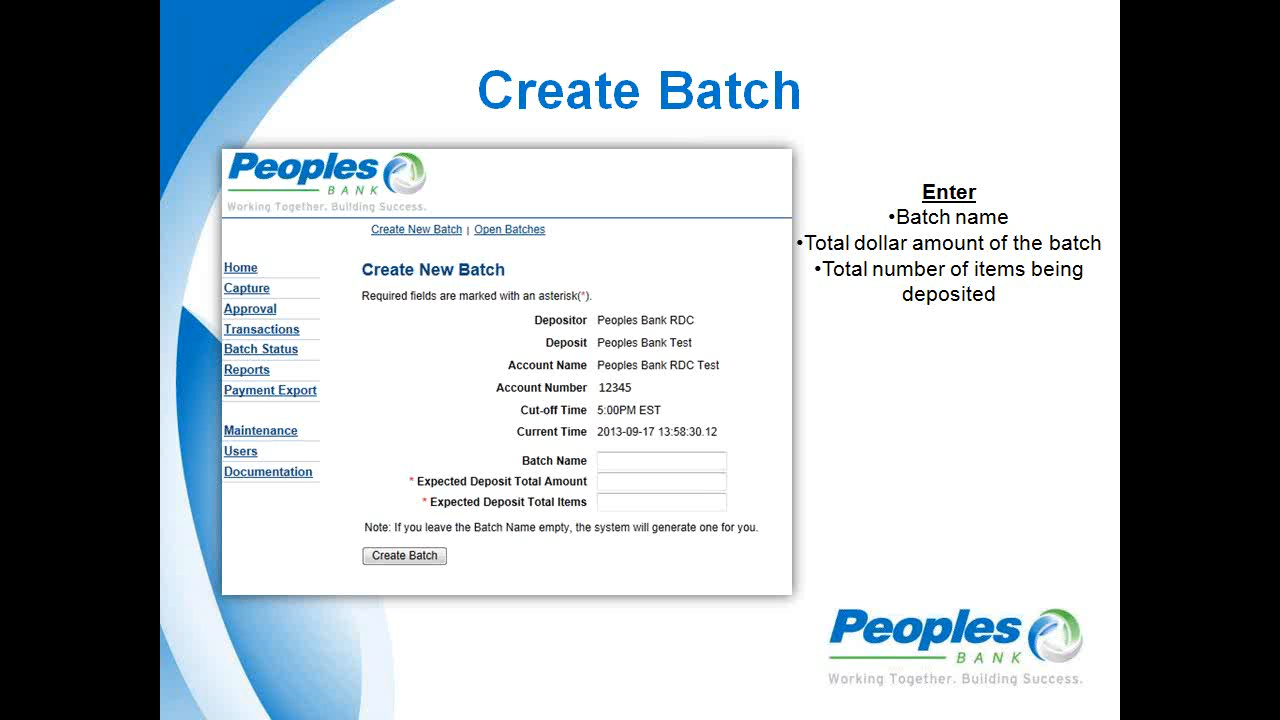 Create Batch
Peoples
BANK
Working Together. Building Success.
Create New Batch | Open Batches
Home
Capture
Approval
Transactions
Batch Status
Reports
Payment Export
Maintenance
Users
Documentation
Create New Batch
Required fields are marked with an asterisk(*).
Depositor Peoples Bank RDC
Deposit Peoples Bank Test
Account Name Peoples Bank RDC Test
Account Number 12345
Cut-off Time 5:00PM EST
Current Time 2013-09-17 13:58:30.12
Batch Name
* Expected Deposit Total Amount
* Expected Deposit Total Items
Note: If you leave the Batch Name empty, the system will generate one for you.
Create Batch
Enter
•Batch name
•Total dollar amount of the batch
•Total number of items being
deposited
Peoples
BANK
Working Together. Building Success.